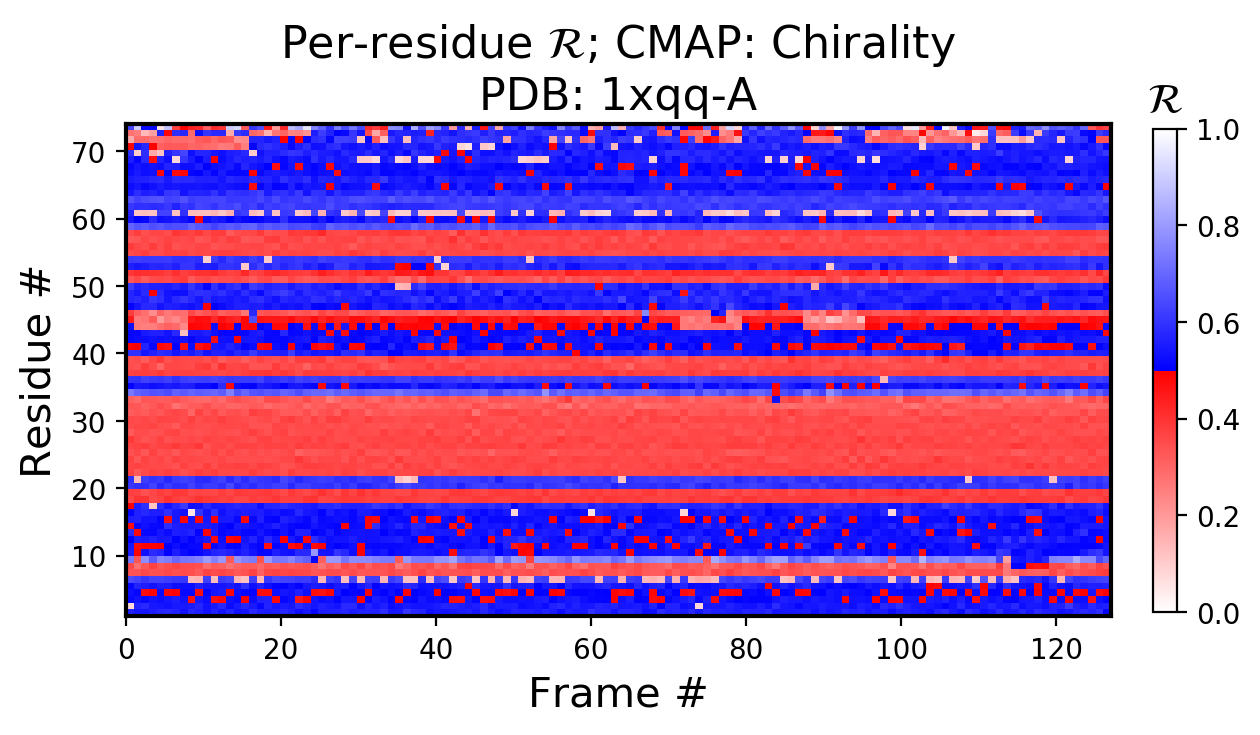 Per-residue ℛ; CMAP: Chirality
PDB: 1xqq-A
ℛ
1.0
0.8
0.6
0.4
0.2
0.0
Residue #
70
60
50
40
30
20
10
0 20 40 60 80 100 120
Frame #